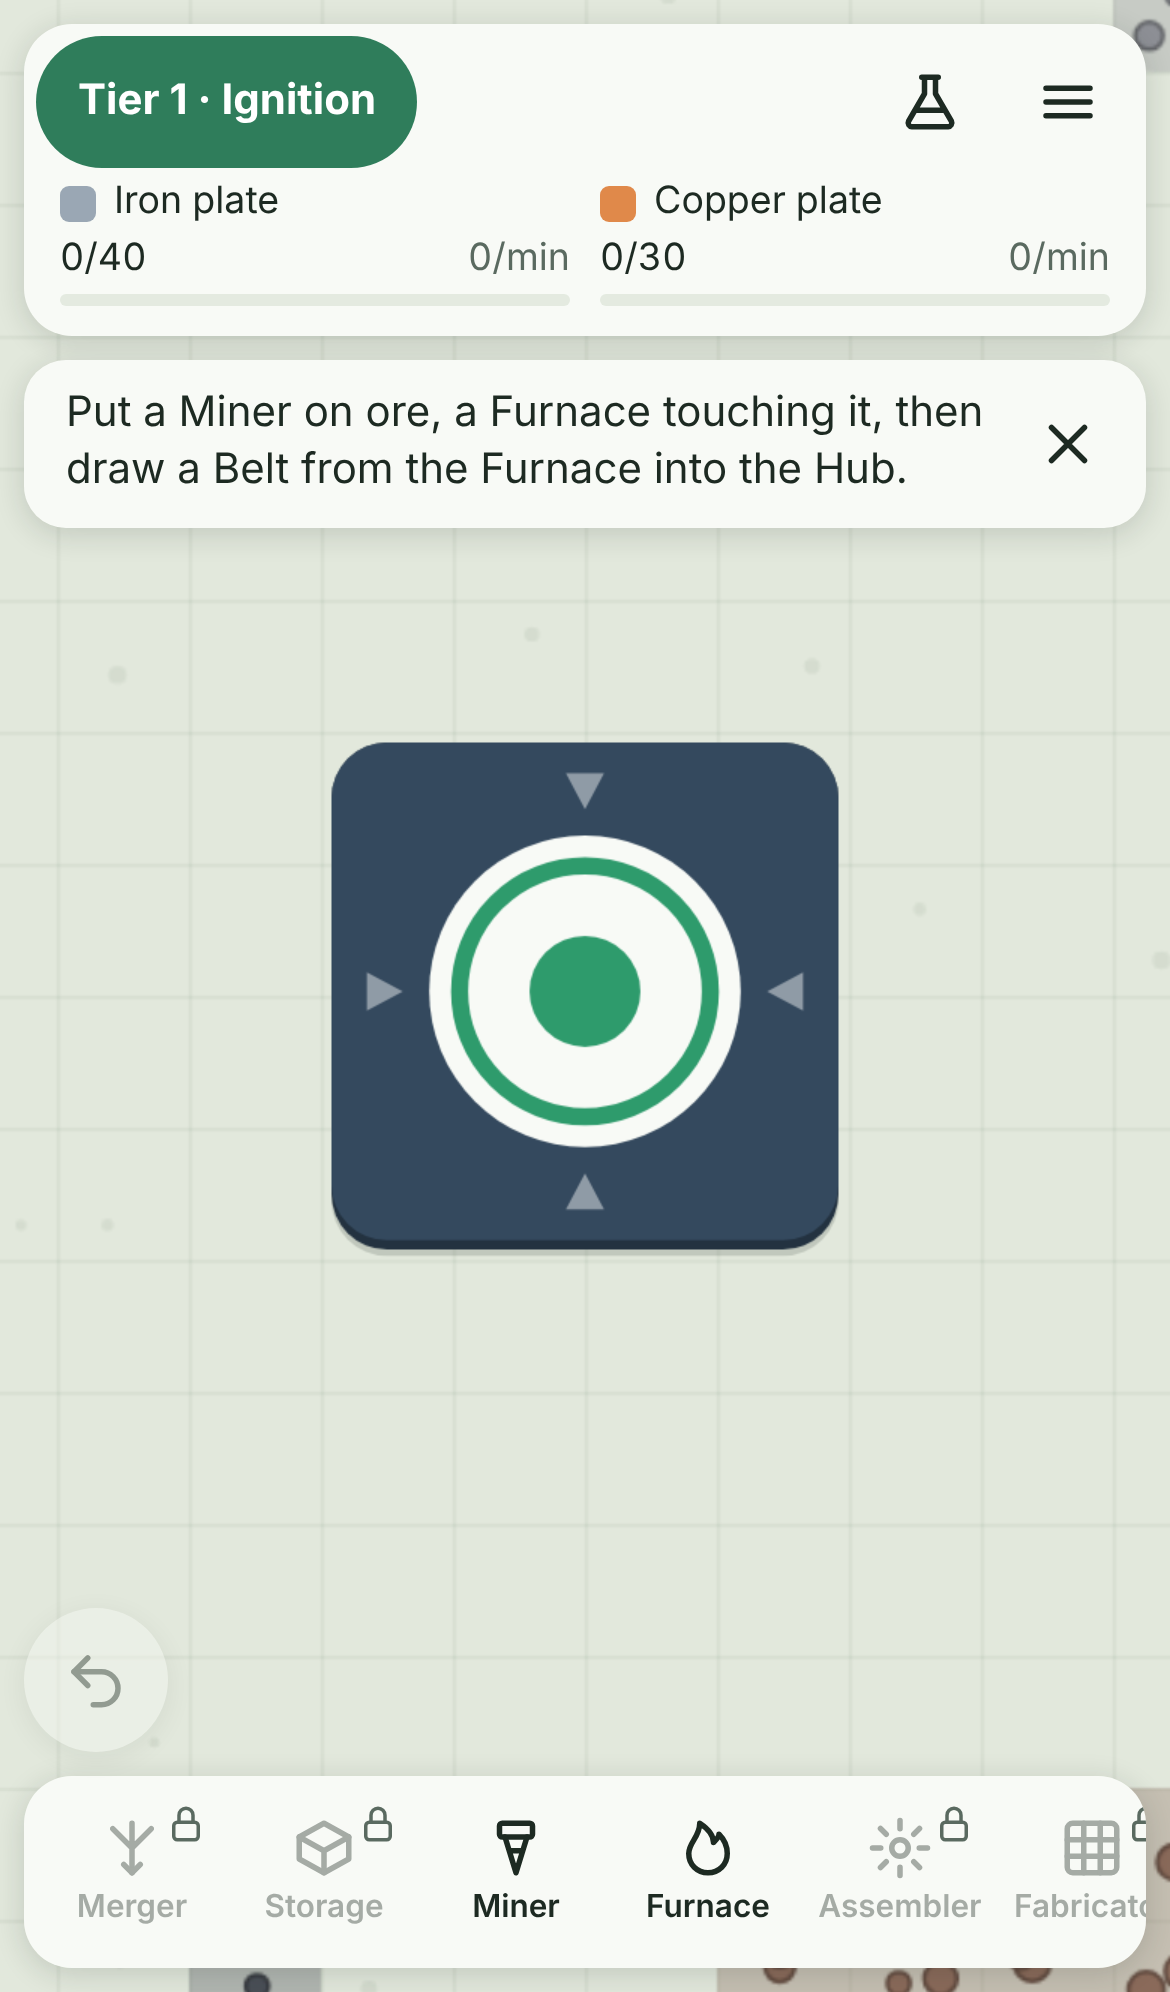 Tier 1 · Ignition
Iron plate
0/40 0/min
Copper plate
0/30 0/min
Put a Miner on ore, a Furnace touching it, then
draw a Belt from the Furnace into the Hub.
Merger
Storage
Miner
Furnace
Assembler